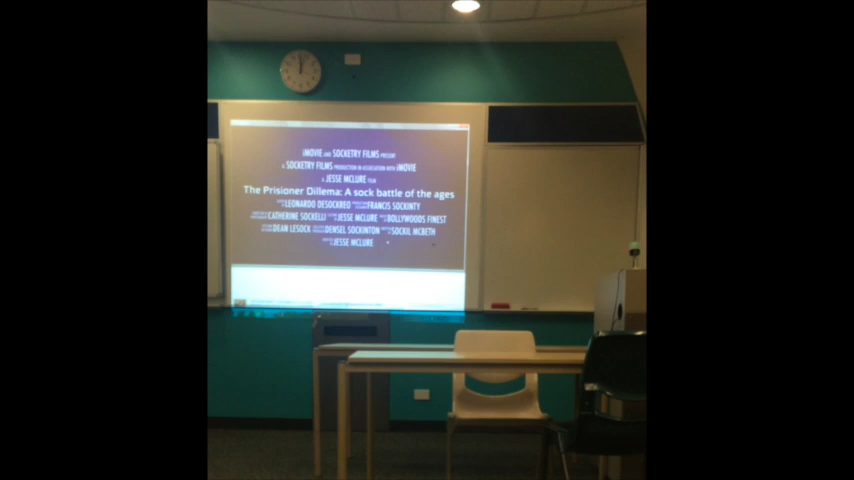 iMOVIE AND SOCKETRY FILMS PRESENT
A SOCKETRY FILMS PRODUCTION IN ASSOCIATION WITH iMOVIE
A JESSE MCLURE FILM
The Prisioner Dillema: A sock battle of the ages
LEONARDO DESOCKREO FRANCIS SOCKINTY
CATHERINE SOCKELLI JESSE MCLURE BOLLYWOODS FINEST
DEAN LESOCK DENSEL SOCKINTON SOCKIL MCBETH
JESSE MCLURE